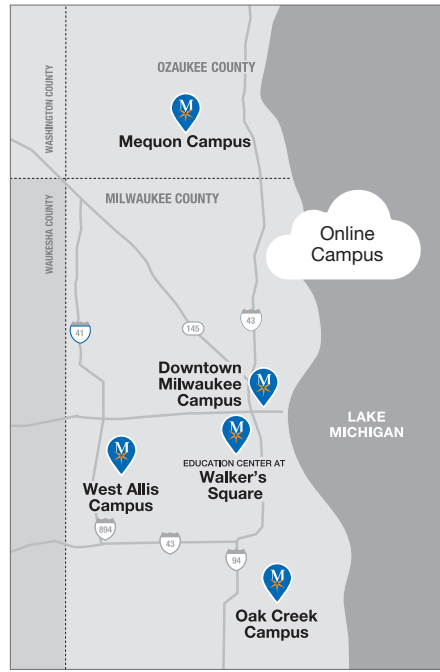 OZAUKEE COUNTY
WASHINGTON COUNTY
M
Mequon Campus
MILWAUKEE COUNTY
WAUKESHA COUNTY
Online
Campus
41
145
43
Downtown
Milwaukee
Campus
M
LAKE
MICHIGAN
M
EDUCATION CENTER AT
Walker's
Square
M
West Allis
Campus
894
43
94
M
Oak Creek
Campus